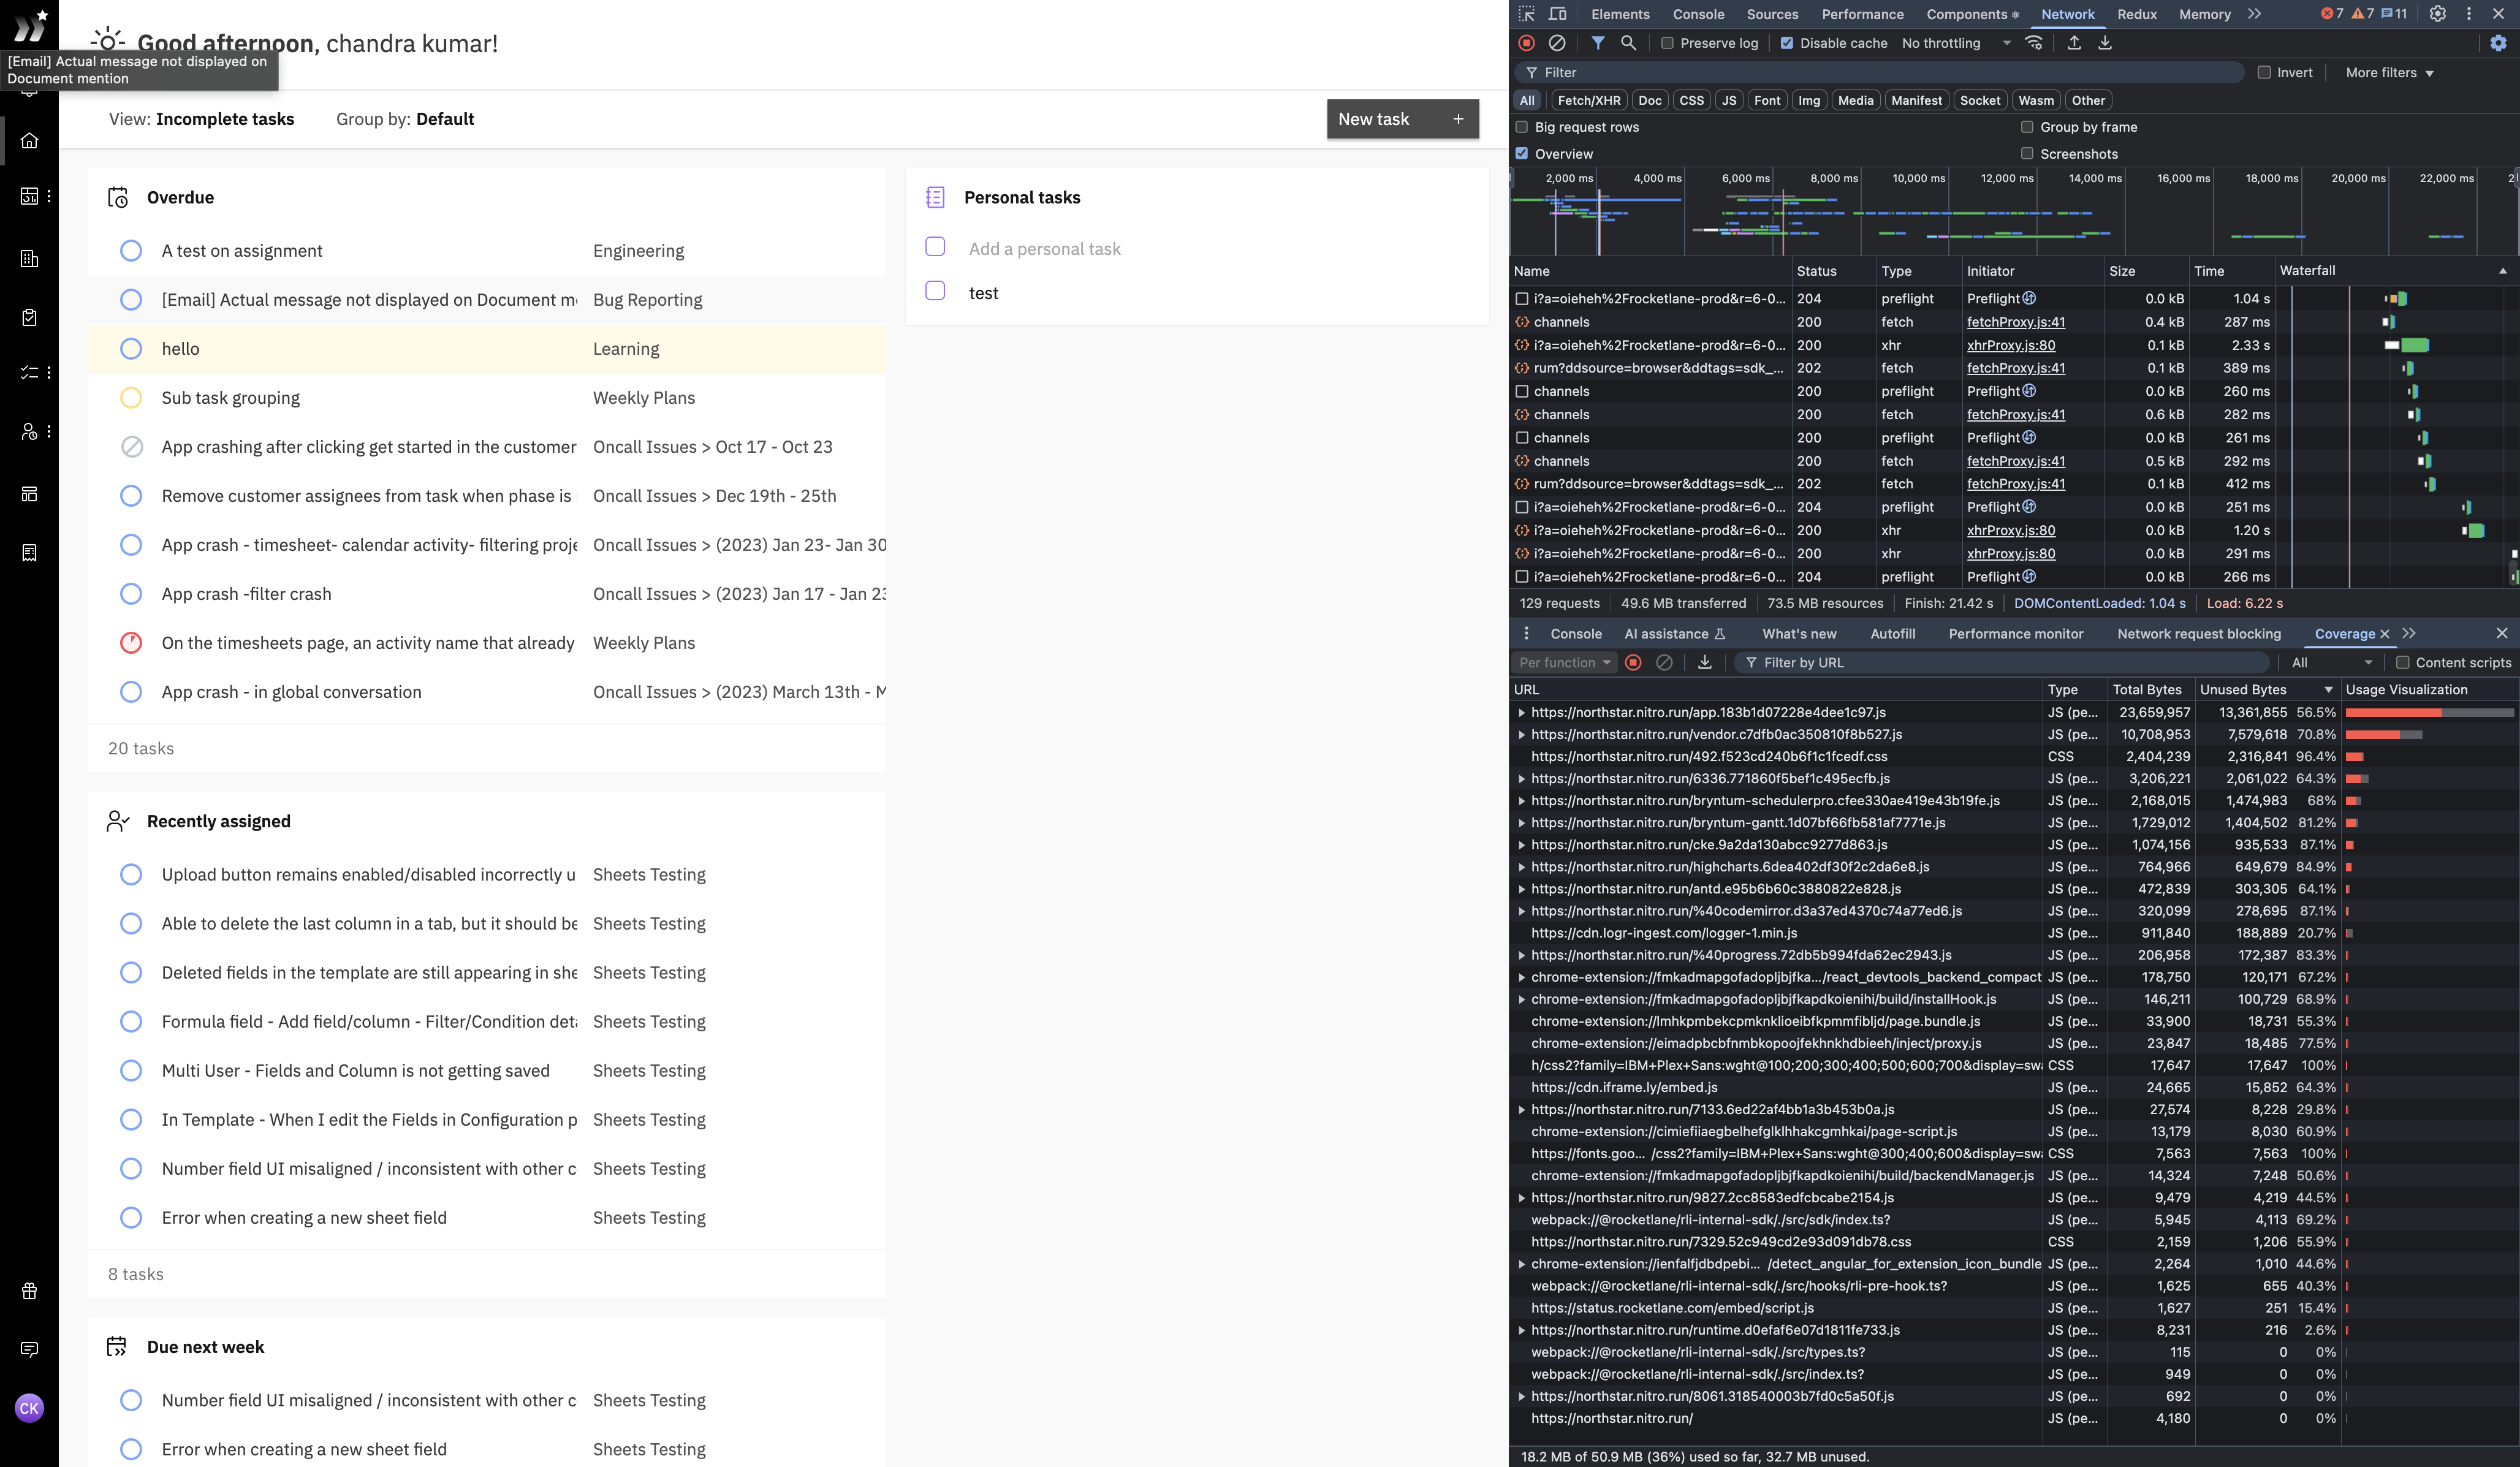 Good afternoon, chandra kumar!
[Email] Actual message not displayed on
Document mention
View: Incomplete tasks Group by: Default New task +
Overdue
A test on assignment Engineering
[Email] Actual message not displayed on Document m Bug Reporting
hello Learning
Sub task grouping Weekly Plans
App crashing after clicking get started in the customer Oncall Issues > Oct 17 - Oct 23
Remove customer assignees from task when phase is Oncall Issues > Dec 19th - 25th
App crash - timesheet- calendar activity- filtering proje Oncall Issues > (2023) Jan 23- Jan 30
App crash -filter crash Oncall Issues > (2023) Jan 17 - Jan 23
On the timesheets page, an activity name that already Weekly Plans
App crash - in global conversation Oncall Issues > (2023) March 13th - M
20 tasks
Recently assigned
Upload button remains enabled/disabled incorrectly u Sheets Testing
Able to delete the last column in a tab, but it should be Sheets Testing
Deleted fields in the template are still appearing in she Sheets Testing
Formula field - Add field/column - Filter/Condition deta Sheets Testing
Multi User - Fields and Column is not getting saved Sheets Testing
In Template - When I edit the Fields in Configuration p Sheets Testing
Number field UI misaligned / inconsistent with other c Sheets Testing
Error when creating a new sheet field Sheets Testing
8 tasks
Due next week
Number field UI misaligned / inconsistent with other c Sheets Testing
Error when creating a new sheet field Sheets Testing
CK
Personal tasks
Add a personal task
test
Elements Console Sources Performance Components Network Redux Memory 7 7 11
Preserve log Disable cache No throttling
Filter Invert More filters
All Fetch/XHR Doc CSS JS Font Img Media Manifest Socket Wasm Other
Big request rows Group by frame
Overview Screenshots
2,000 ms 4,000 ms 6,000 ms 8,000 ms 10,000 ms 12,000 ms 14,000 ms 16,000 ms 18,000 ms 20,000 ms 22,000 ms 2
Name Status Type Initiator Size Time Waterfall
i?a=oieheh%2Frocketlane-prod&r=6-0... 204 preflight Preflight 0.0 kB 1.04 s
channels 200 fetch fetchProxy.js:41 0.4 kB 287 ms
i?a=oieheh%2Frocketlane-prod&r=6-0... 200 xhr xhrProxy.js:80 0.1 kB 2.33 s
rum?ddsource=browser&ddtags=sdk_... 202 fetch fetchProxy.js:41 0.1 kB 389 ms
channels 200 preflight Preflight 0.0 kB 260 ms
channels 200 fetch fetchProxy.js:41 0.6 kB 282 ms
channels 200 preflight Preflight 0.0 kB 261 ms
channels 200 fetch fetchProxy.js:41 0.5 kB 292 ms
rum?ddsource=browser&ddtags=sdk_... 202 fetch fetchProxy.js:41 0.1 kB 412 ms
i?a=oieheh%2Frocketlane-prod&r=6-0... 204 preflight Preflight 0.0 kB 251 ms
i?a=oieheh%2Frocketlane-prod&r=6-0... 200 xhr xhrProxy.js:80 0.0 kB 1.20 s
i?a=oieheh%2Frocketlane-prod&r=6-0... 200 xhr xhrProxy.js:80 0.0 kB 291 ms
i?a=oieheh%2Frocketlane-prod&r=6-0... 204 preflight Preflight 0.0 kB 266 ms
129 requests 49.6 MB transferred 73.5 MB resources Finish: 21.42 s DOMContentLoaded: 1.04 s Load: 6.22 s
Console AI assistance What's new Autofill Performance monitor Network request blocking Coverage
Per function Filter by URL All Content scripts
URL Type Total Bytes Unused Bytes Usage Visualization
https://northstar.nitro.run/app.183b1d07228e4dee1c97.js JS (pe... 23,659,957 13,361,855 56.5%
https://northstar.nitro.run/vendor.c7dfb0ac350810f8b527.js JS (pe... 10,708,953 7,579,618 70.8%
https://northstar.nitro.run/492.f523cd240b6f1c1fcedf.css CSS 2,404,239 2,316,841 96.4%
https://northstar.nitro.run/6336.771860f5bef1c495ecfb.js JS (pe... 3,206,221 2,061,022 64.3%
https://northstar.nitro.run/bryntum-schedulerpro.cfee330ae419e43b19fe.js JS (pe... 2,168,015 1,474,983 68%
https://northstar.nitro.run/bryntum-gantt.1d07bf66fb581af7771e.js JS (pe... 1,729,012 1,404,502 81.2%
https://northstar.nitro.run/cke.9a2da130abcc9277d863.js JS (pe... 1,074,156 935,533 87.1%
https://northstar.nitro.run/highcharts.6dea402df30f2c2da6e8.js JS (pe... 764,966 649,679 84.9%
https://northstar.nitro.run/antd.e95b6b60c3880822e828.js JS (pe... 472,839 303,305 64.1%
https://northstar.nitro.run/%40codemirror.d3a37ed4370c74a77ed6.js JS (pe... 320,099 278,695 87.1%
https://cdn.logr-ingest.com/logger-1.min.js JS (pe... 911,840 188,889 20.7%
https://northstar.nitro.run/%40progress.72db5b994fda62ec2943.js JS (pe... 206,958 172,387 83.3%
chrome-extension://fmkadmapgofadopljbjfka.../react_devtools_backend_compact JS (pe... 178,750 120,171 67.2%
chrome-extension://fmkadmapgofadopljbjfkapdkoienihi/build/installHook.js JS (pe... 146,211 100,729 68.9%
chrome-extension://lmhkpmbekcpmknklioeibfkpmmfibljd/page.bundle.js JS (pe... 33,900 18,731 55.3%
chrome-extension://eimadpbcbfnmbkopoojfekhnkhdbieeh/inject/proxy.js JS (pe... 23,847 18,485 77.5%
h/css2?family=IBM+Plex+Sans:wght@100;200;300;400;500;600;700&display=swa CSS 17,647 17,647 100%
https://cdn.iframe.ly/embed.js JS (pe... 24,665 15,852 64.3%
https://northstar.nitro.run/7133.6ed22af4bb1a3b453b0a.js JS (pe... 27,574 8,228 29.8%
chrome-extension://cimiefiiaegbelhefglklhhakcgmhkai/page-script.js JS (pe... 13,179 8,030 60.9%
https://fonts.goo... /css2?family=IBM+Plex+Sans:wght@300;400;600&display=swa CSS 7,563 7,563 100%
chrome-extension://fmkadmapgofadopljbjfkapdkoienihi/build/backendManager.js JS (pe... 14,324 7,248 50.6%
https://northstar.nitro.run/9827.2cc8583edfcbcabe2154.js JS (pe... 9,479 4,219 44.5%
webpack://@rocketlane/rli-internal-sdk/./src/sdk/index.ts? JS (pe... 5,945 4,113 69.2%
https://northstar.nitro.run/7329.52c949cd2e93d091db78.css CSS 2,159 1,206 55.9%
chrome-extension://ienfalfjdbdpebi... /detect_angular_for_extension_icon_bundle JS (pe... 2,264 1,010 44.6%
webpack://@rocketlane/rli-internal-sdk/./src/hooks/rli-pre-hook.ts? JS (pe... 1,625 655 40.3%
https://status.rocketlane.com/embed/script.js JS (pe... 1,627 251 15.4%
https://northstar.nitro.run/runtime.d0efaf6e07d1811fe733.js JS (pe... 8,231 216 2.6%
webpack://@rocketlane/rli-internal-sdk/./src/types.ts? JS (pe... 115 0 0%
webpack://@rocketlane/rli-internal-sdk/./src/index.ts? JS (pe... 949 0 0%
https://northstar.nitro.run/8061.318540003b7fd0c5a50f.js JS (pe... 692 0 0%
https://northstar.nitro.run/ JS (pe... 4,180 0 0%
18.2 MB of 50.9 MB (36%) used so far, 32.7 MB unused.